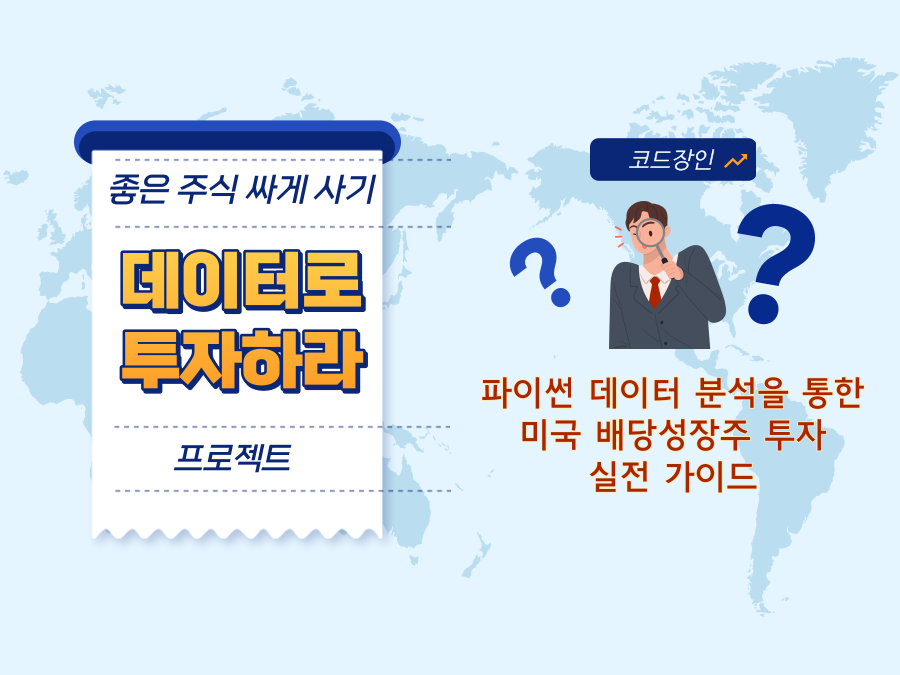 좋은 주식 싸게 사기
데이터로
투자하라
프로젝트
코드장인
?
?
파이썬 데이터 분석을 통한
미국 배당성장주 투자
실전 가이드